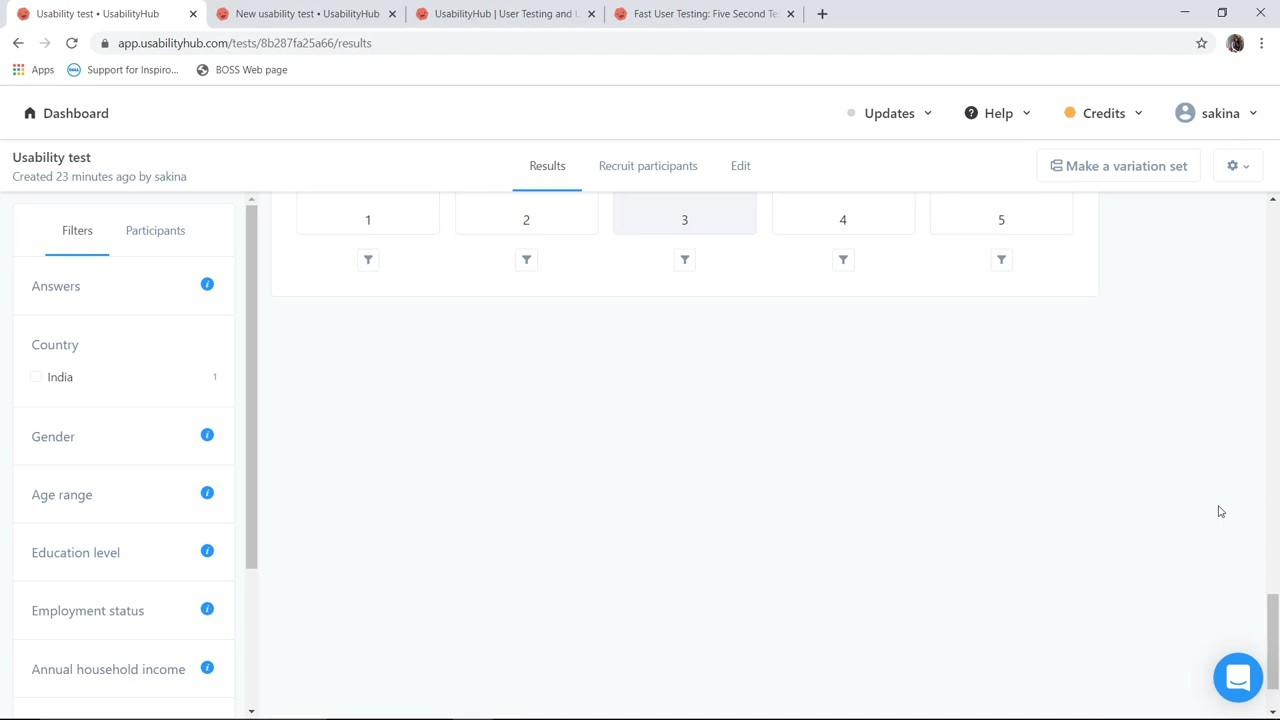 Usability test • UsabilityHub
New usability test • UsabilityHub
UsabilityHub | User Testing and U
Fast User Testing: Five Second Te
app.usabilityhub.com/tests/8b287fa25a66/results
Apps
Support for Inspiro...
BOSS Web page
Dashboard
Updates
Help
Credits
sakina
Usability test
Created 23 minutes ago by sakina
Results
Recruit participants
Edit
Make a variation set
Filters
Participants
1
2
3
4
5
Answers
Country
India
1
Gender
Age range
Education level
Employment status
Annual household income